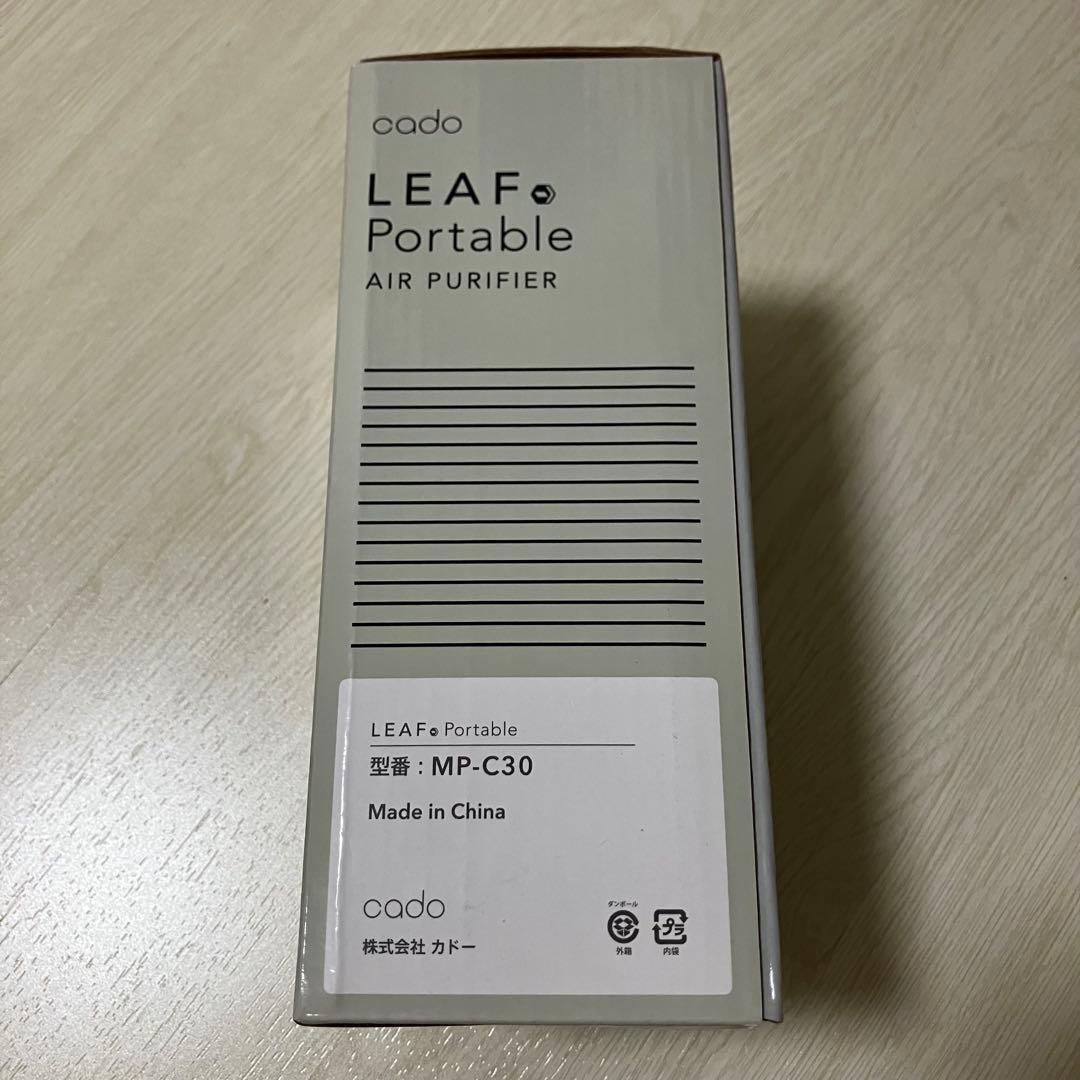 cado
LEAF
Portable
AIR PURIFIER
LEAF Portable
型番 : MP-C30
Made in China
cado
株式会社 カドー
ダンボール
外箱
プラ
内袋